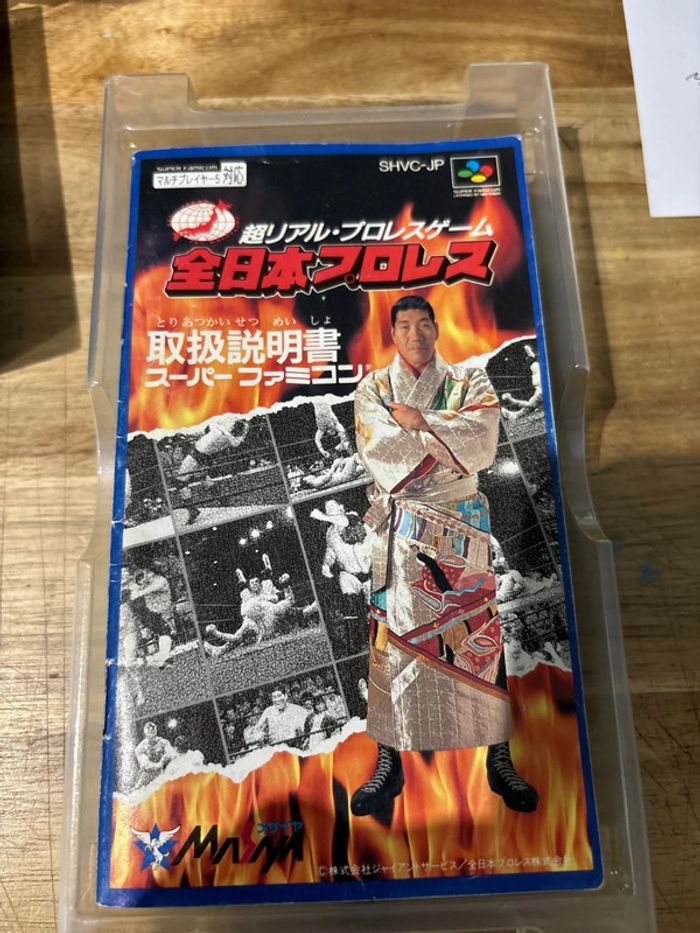 SUPER FAMICOM
マルチプレイヤー5 対応
SHVC-JP
SUPER FAMICOM
超リアル・プロレスゲーム
全日本プロレス
とりあつかいせつめいしょ
取扱説明書
スーパーファミコン
メサイヤ
MASAYA
©株式会社ジャイアントサービス/全日本プロレス株式会社